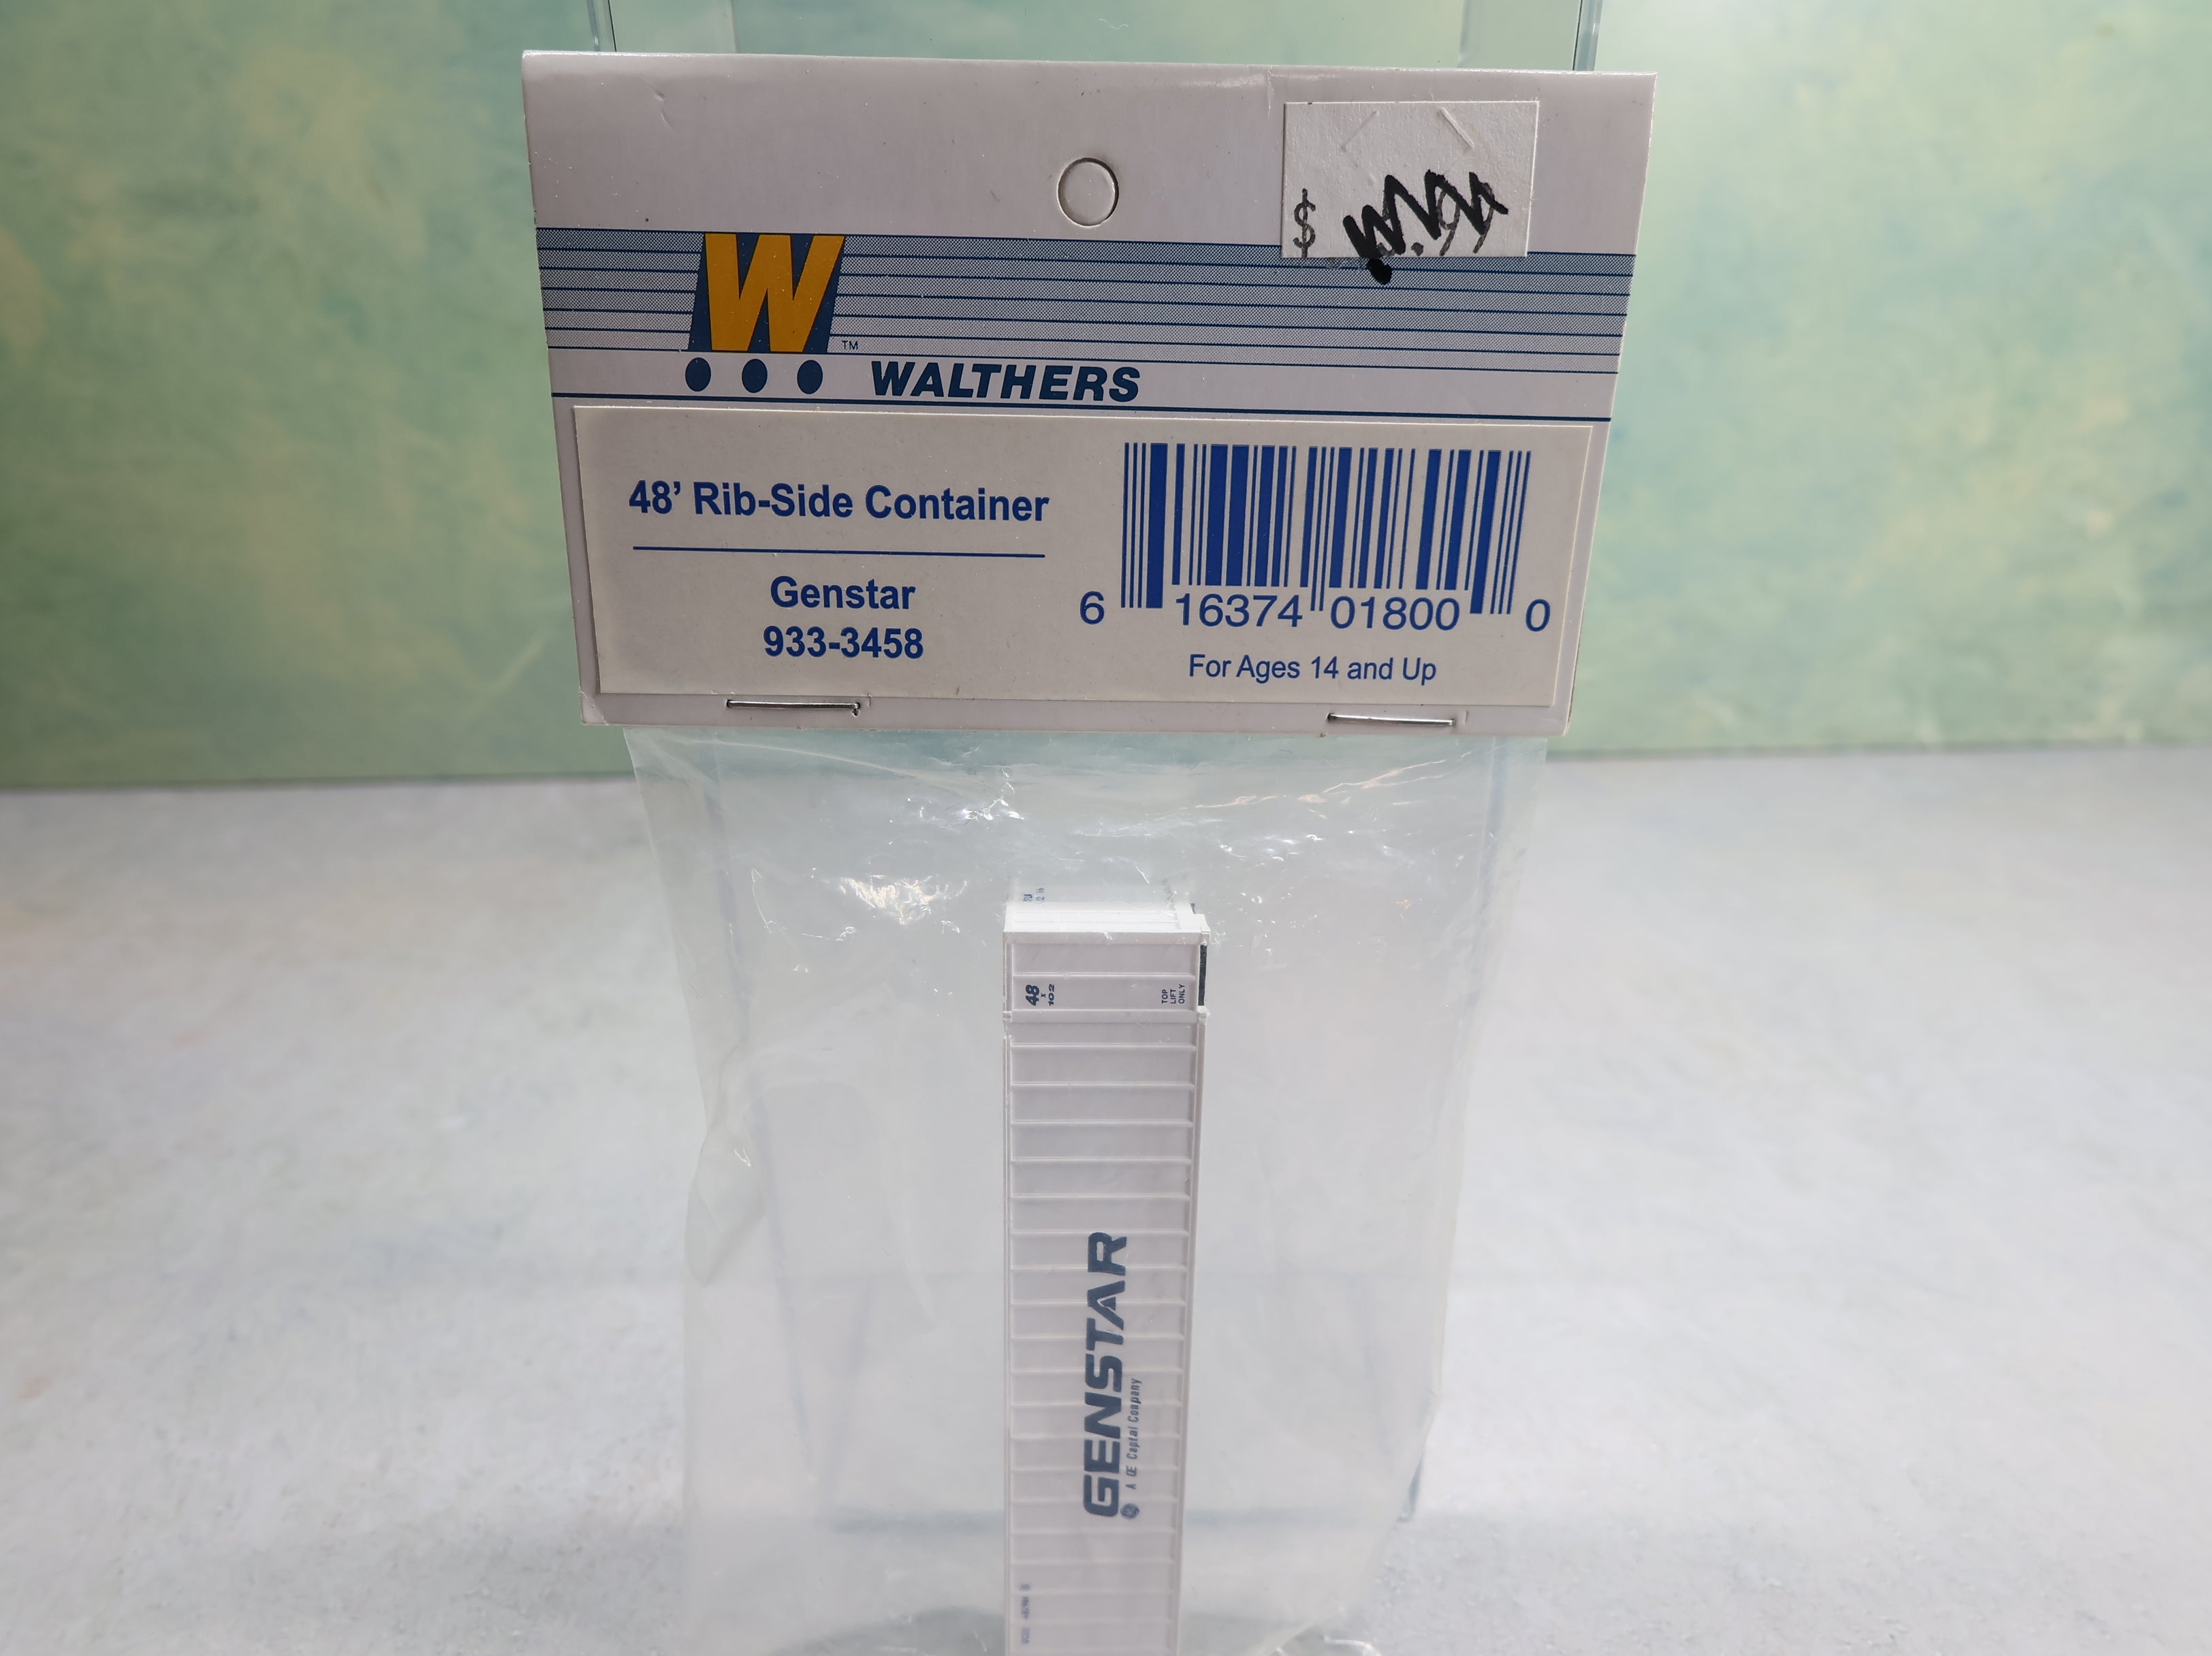 $
W
TM
WALTHERS
48’ Rib-Side Container
Genstar
933-3458
6 16374 01800 0
For Ages 14 and Up
48
x
102
TOP
LIFT
ONLY
GENSTAR
A GE Capital Company